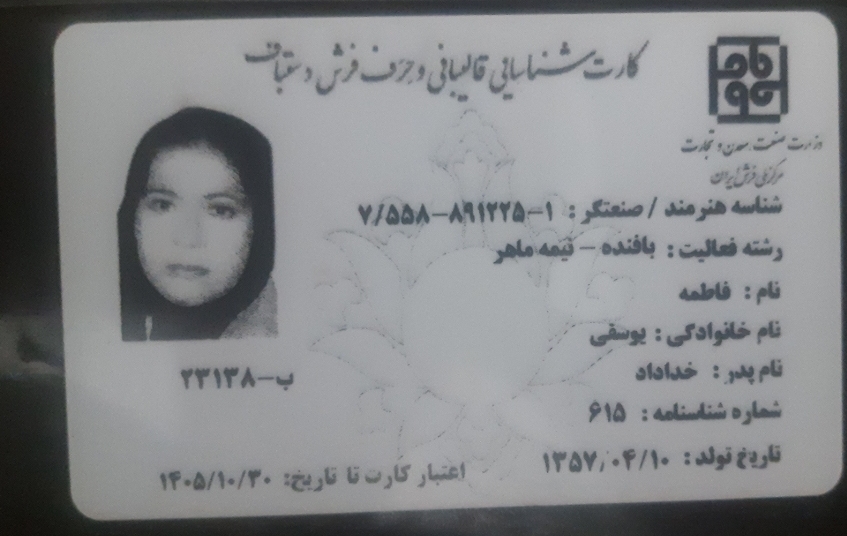 کارت شناسایی قالیبافی و حرف فرش دستباف
وزارت صنعت، معدن و تجارت
مرکز ملی فرش ایران
شناسه هنرمند / صنعتگر : ۱-۸۹۱۲۲۵-۷/۵۵۸
رشته فعالیت : بافنده - نیمه ماهر
نام : فاطمه
نام خانوادگی : یوسفی
نام پدر : خداداد
شماره شناسنامه : ۶۱۵
تاریخ تولد : ۱۳۵۷/۰۴/۱۰
ب-۲۳۱۳۸
اعتبار کارت تا تاریخ: ۱۴۰۵/۱۰/۳۰